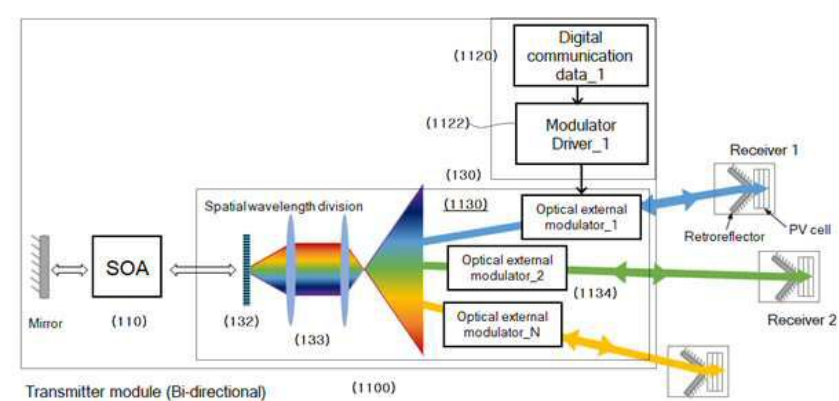 Digital
communication
data_1
(1120)
Modulator
Driver_1
(1122)
Receiver 1
(130)
(1130)
Spatial wavelength division
Optical external
modulator_1
Retroreflector
PV cell
SOA
Optical external
modulator_2
(1134)
Mirror
(110)
(132)
(133)
Optical external
modulator_N
Receiver 2
Transmitter module (Bi-directional)
(1100)